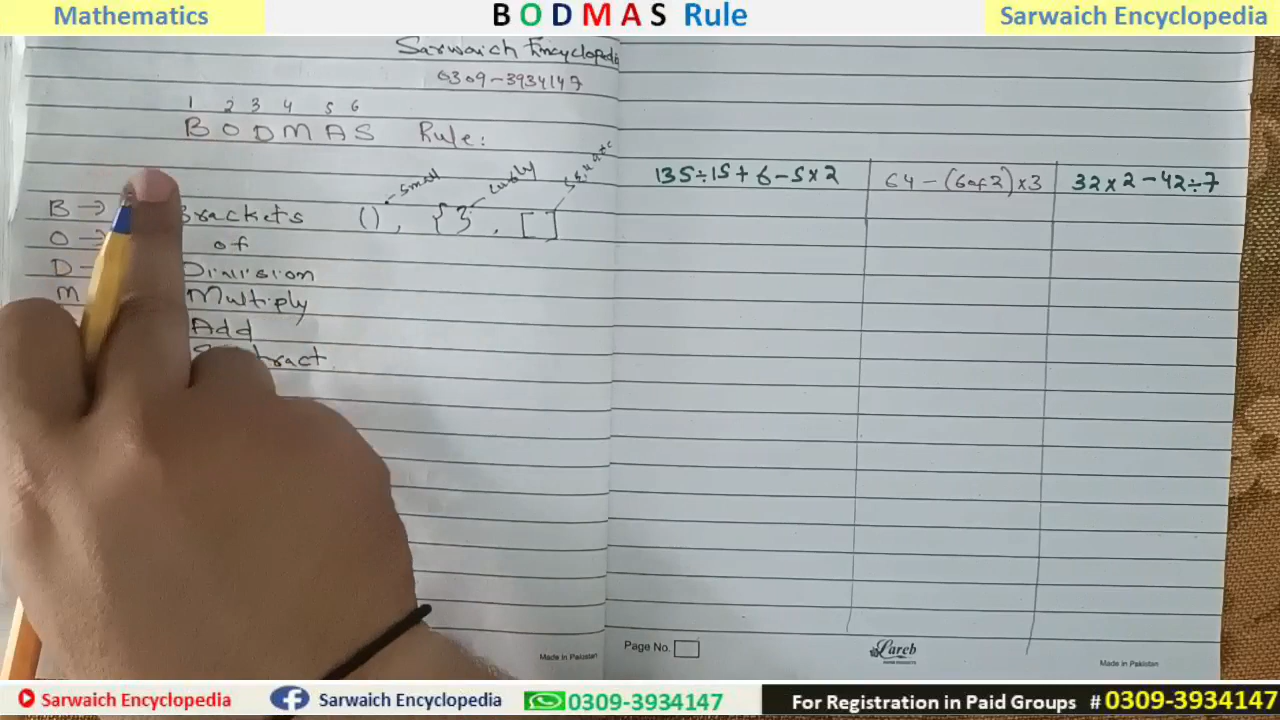 Mathematics
B O D M A S Rule
Sarwaich Encyclopedia
Sarwaich Encyclopedia
0309-3934147
1 2 3 4 5 6
BODMAS Rule:
B → Brackets ( ), { }, [ ]
small
curly
O → of
D → Division
M Multiply
Add
Subtract
135÷15+6-5×2
64-(6of2)×3
32×2-42÷7
Page No.
Lareb
PAPER PRODUCTS
Made in Pakistan
Made in Pakistan
Sarwaich Encyclopedia
Sarwaich Encyclopedia
0309-3934147
For Registration in Paid Groups # 0309-3934147